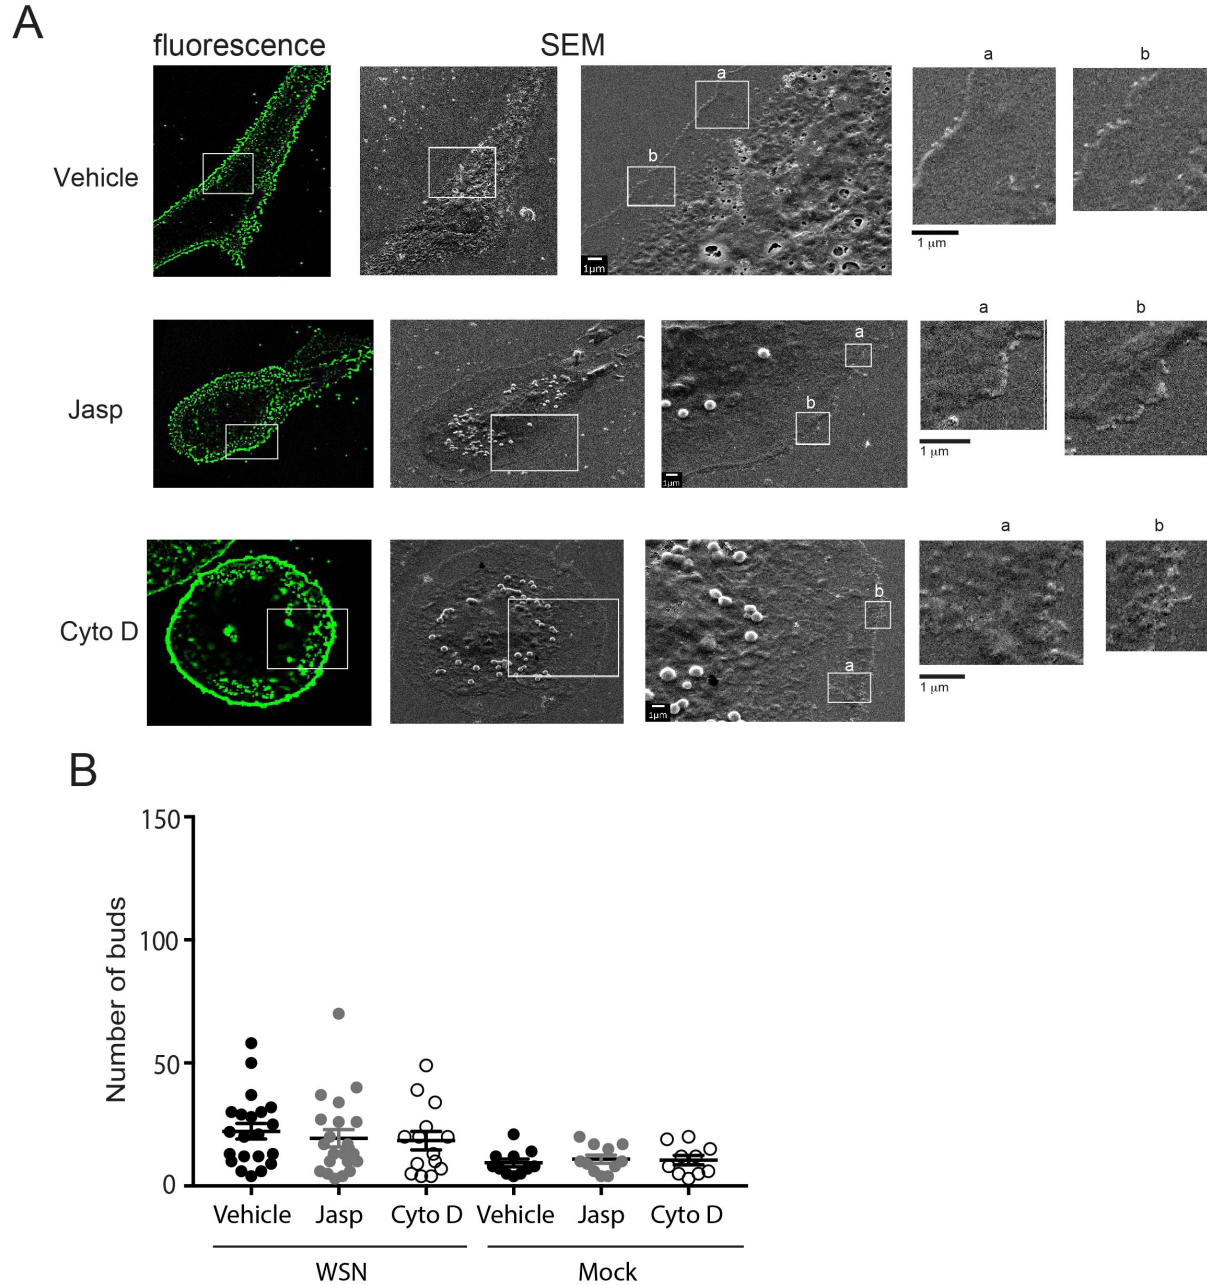 A
fluorescence SEM
a b
Vehicle
a
b
1μm
1 μm
a b
Jasp
a
b
1μm
1 μm
a b
Cyto D
b
a
1μm
1 μm
B
Number of buds
150
100
50
0
Vehicle Jasp Cyto D Vehicle Jasp Cyto D
WSN Mock